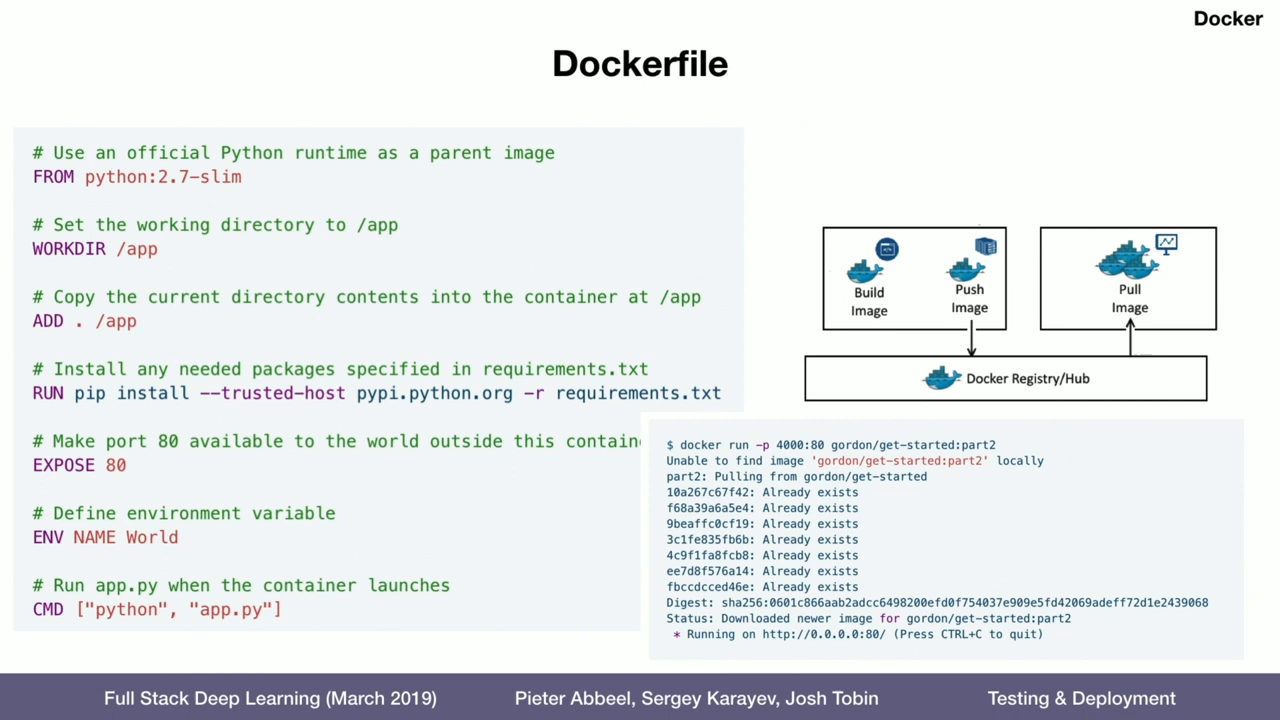 Docker
Dockerfile
# Use an official Python runtime as a parent image
FROM python:2.7-slim
# Set the working directory to /app
WORKDIR /app
# Copy the current directory contents into the container at /app
ADD . /app
# Install any needed packages specified in requirements.txt
RUN pip install --trusted-host pypi.python.org -r requirements.txt
# Make port 80 available to the world outside this containe
EXPOSE 80
# Define environment variable
ENV NAME World
# Run app.py when the container launches
CMD ["python", "app.py"]
Build
Image
Push
Image
Pull
Image
Docker Registry/Hub
$ docker run -p 4000:80 gordon/get-started:part2
Unable to find image 'gordon/get-started:part2' locally
part2: Pulling from gordon/get-started
10a267c67f42: Already exists
f68a39a6a5e4: Already exists
9beaffc0cf19: Already exists
3c1fe835fb6b: Already exists
4c9f1fa8fcb8: Already exists
ee7d8f576a14: Already exists
fbccdcced46e: Already exists
Digest: sha256:0601c866aab2adcc6498200efd0f754037e909e5fd42069adeff72d1e2439068
Status: Downloaded newer image for gordon/get-started:part2
* Running on http://0.0.0.0:80/ (Press CTRL+C to quit)
Full Stack Deep Learning (March 2019)
Pieter Abbeel, Sergey Karayev, Josh Tobin
Testing & Deployment